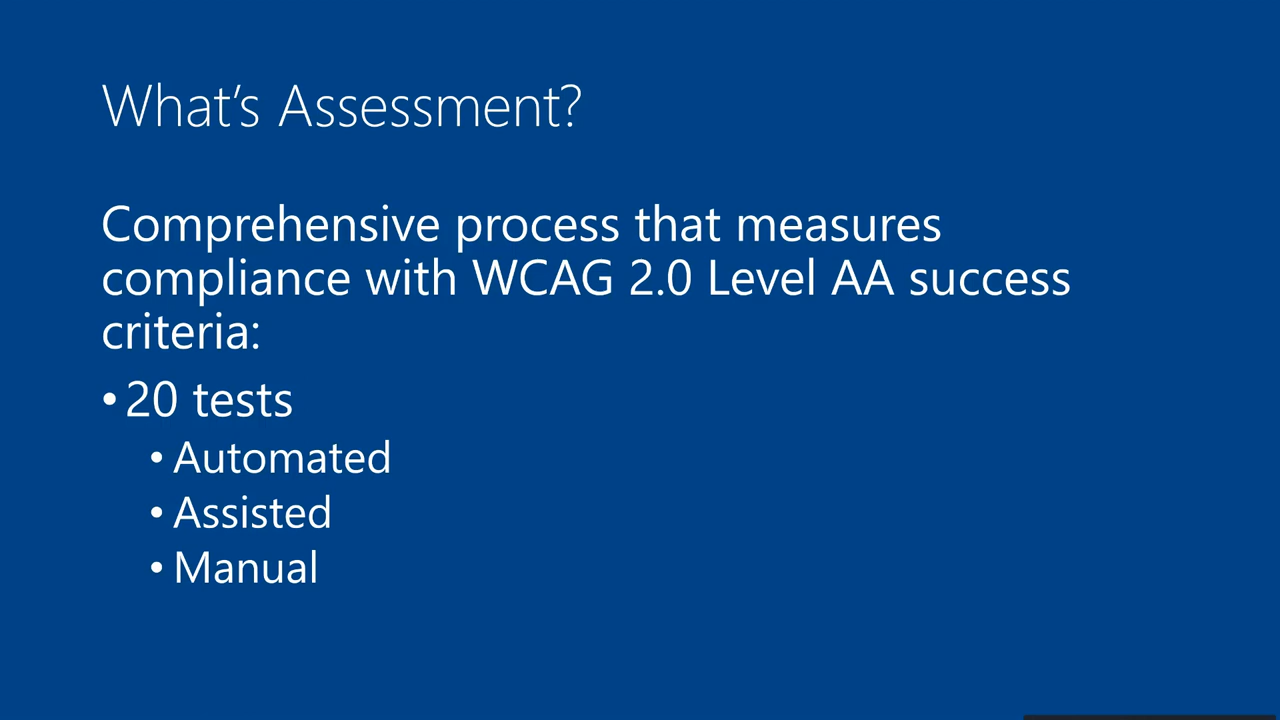 What's Assessment?
Comprehensive process that measures
compliance with WCAG 2.0 Level AA success
criteria:
• 20 tests
• Automated
• Assisted
• Manual